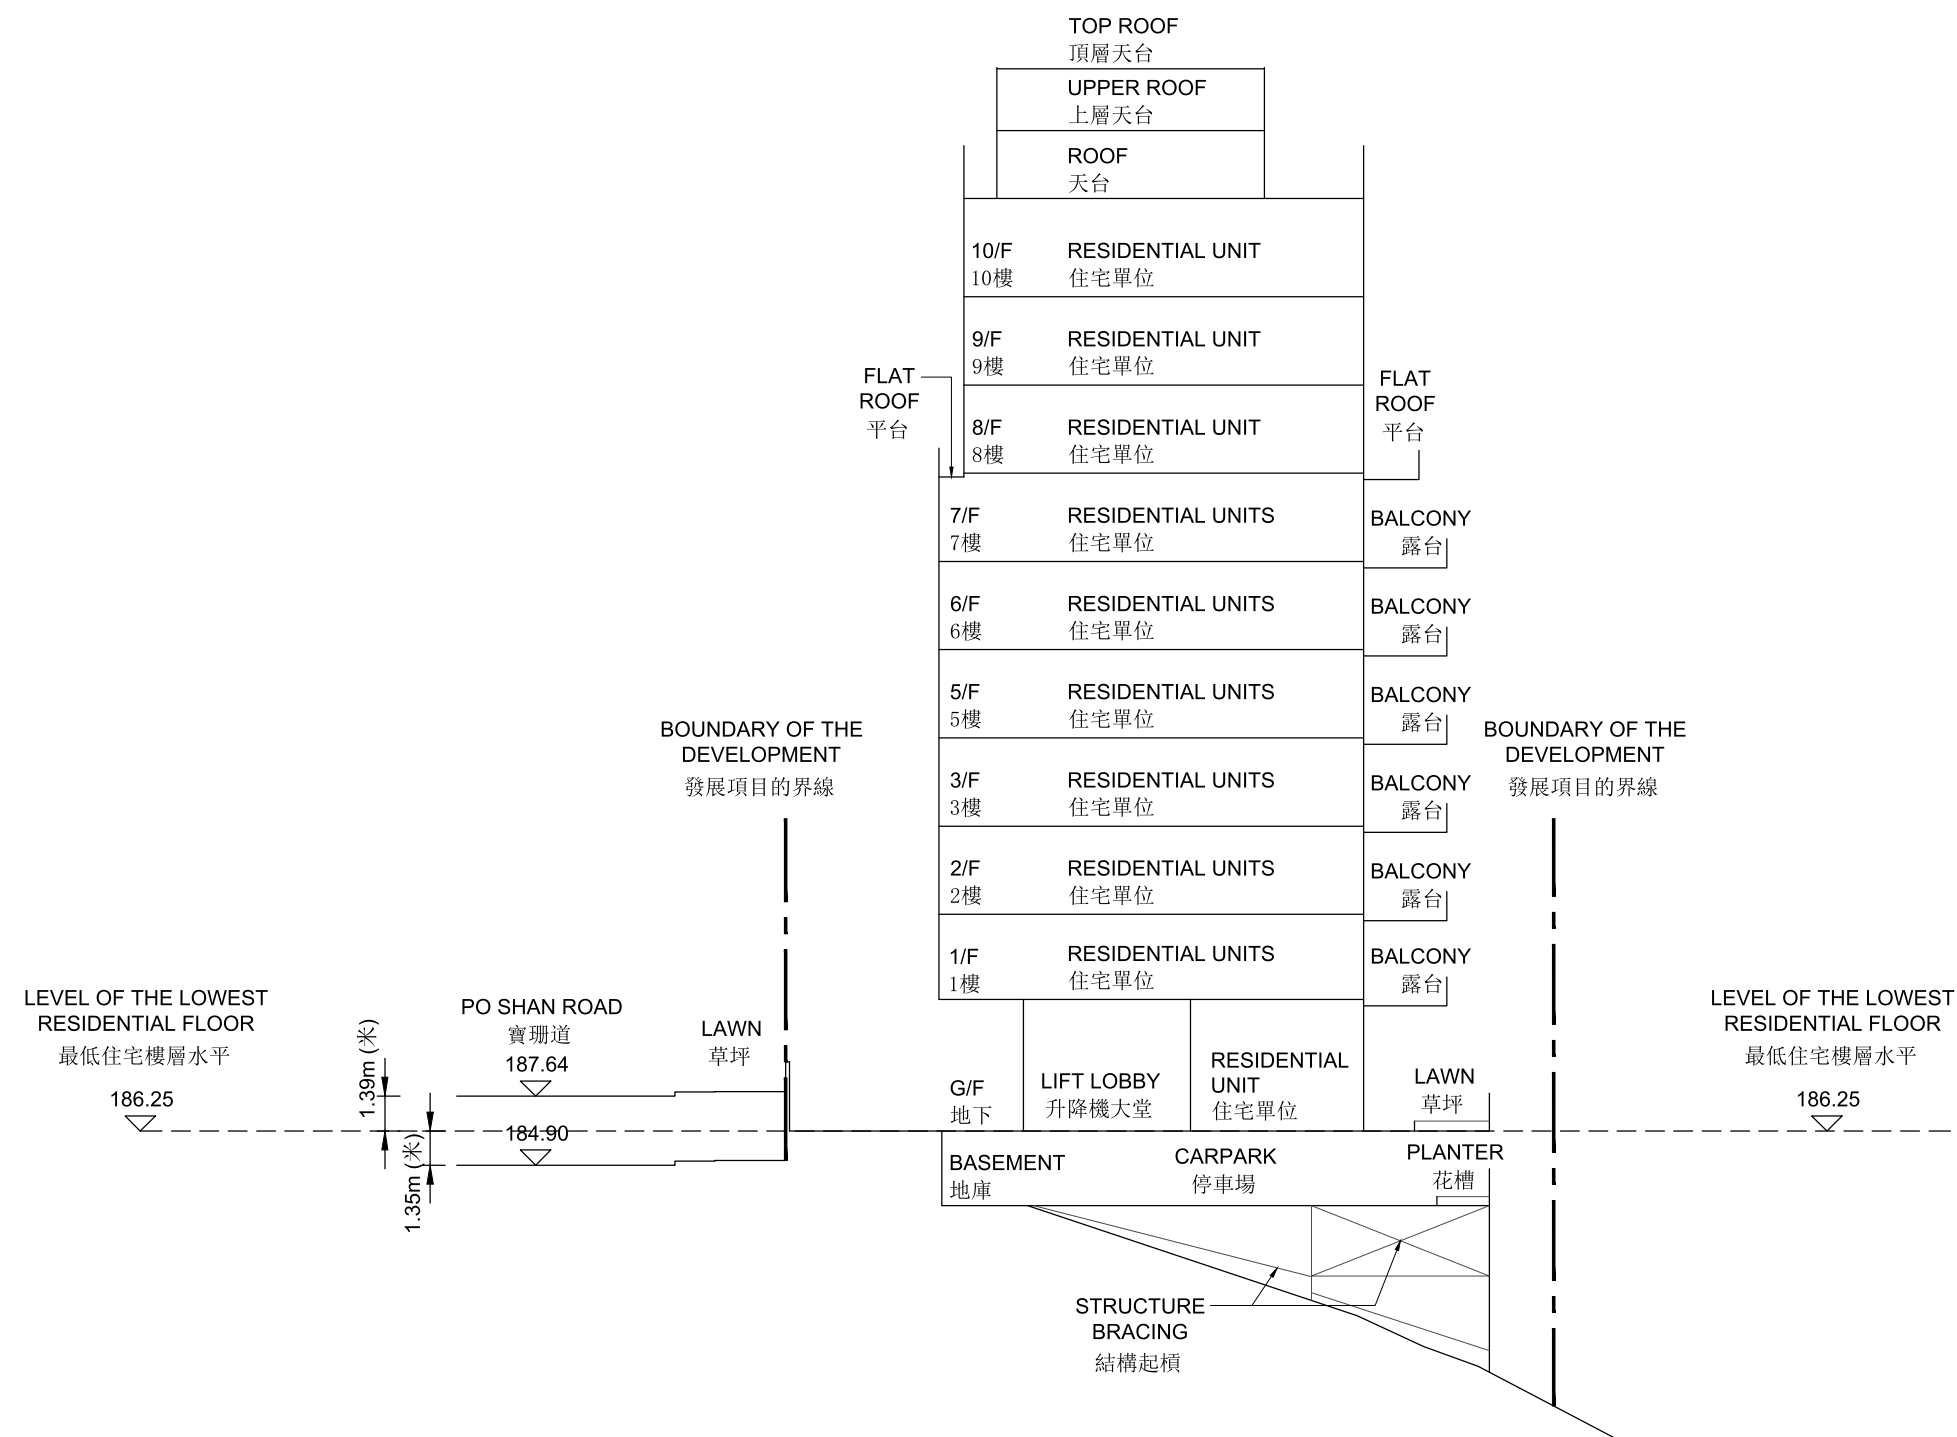 TOP ROOF
頂層天台
UPPER ROOF
上層天台
ROOF
天台
10/F RESIDENTIAL UNIT
10樓 住宅單位
9/F RESIDENTIAL UNIT
9樓 住宅單位
FLAT
ROOF
平台
FLAT
ROOF
平台
8/F RESIDENTIAL UNIT
8樓 住宅單位
7/F RESIDENTIAL UNITS
7樓 住宅單位
BALCONY
露台
6/F RESIDENTIAL UNITS
6樓 住宅單位
BALCONY
露台
5/F RESIDENTIAL UNITS
5樓 住宅單位
BALCONY
露台
BOUNDARY OF THE
DEVELOPMENT
發展項目的界線
BOUNDARY OF THE
DEVELOPMENT
發展項目的界線
3/F RESIDENTIAL UNITS
3樓 住宅單位
BALCONY
露台
2/F RESIDENTIAL UNITS
2樓 住宅單位
BALCONY
露台
1/F RESIDENTIAL UNITS
1樓 住宅單位
BALCONY
露台
LEVEL OF THE LOWEST
RESIDENTIAL FLOOR
最低住宅樓層水平
186.25
1.39m (米)
1.35m (米)
PO SHAN ROAD
寶珊道
187.64
184.90
LAWN
草坪
G/F
地下
LIFT LOBBY
升降機大堂
RESIDENTIAL
UNIT
住宅單位
LAWN
草坪
LEVEL OF THE LOWEST
RESIDENTIAL FLOOR
最低住宅樓層水平
186.25
BASEMENT
地庫
CARPARK
停車場
PLANTER
花槽
STRUCTURE
BRACING
結構起槓